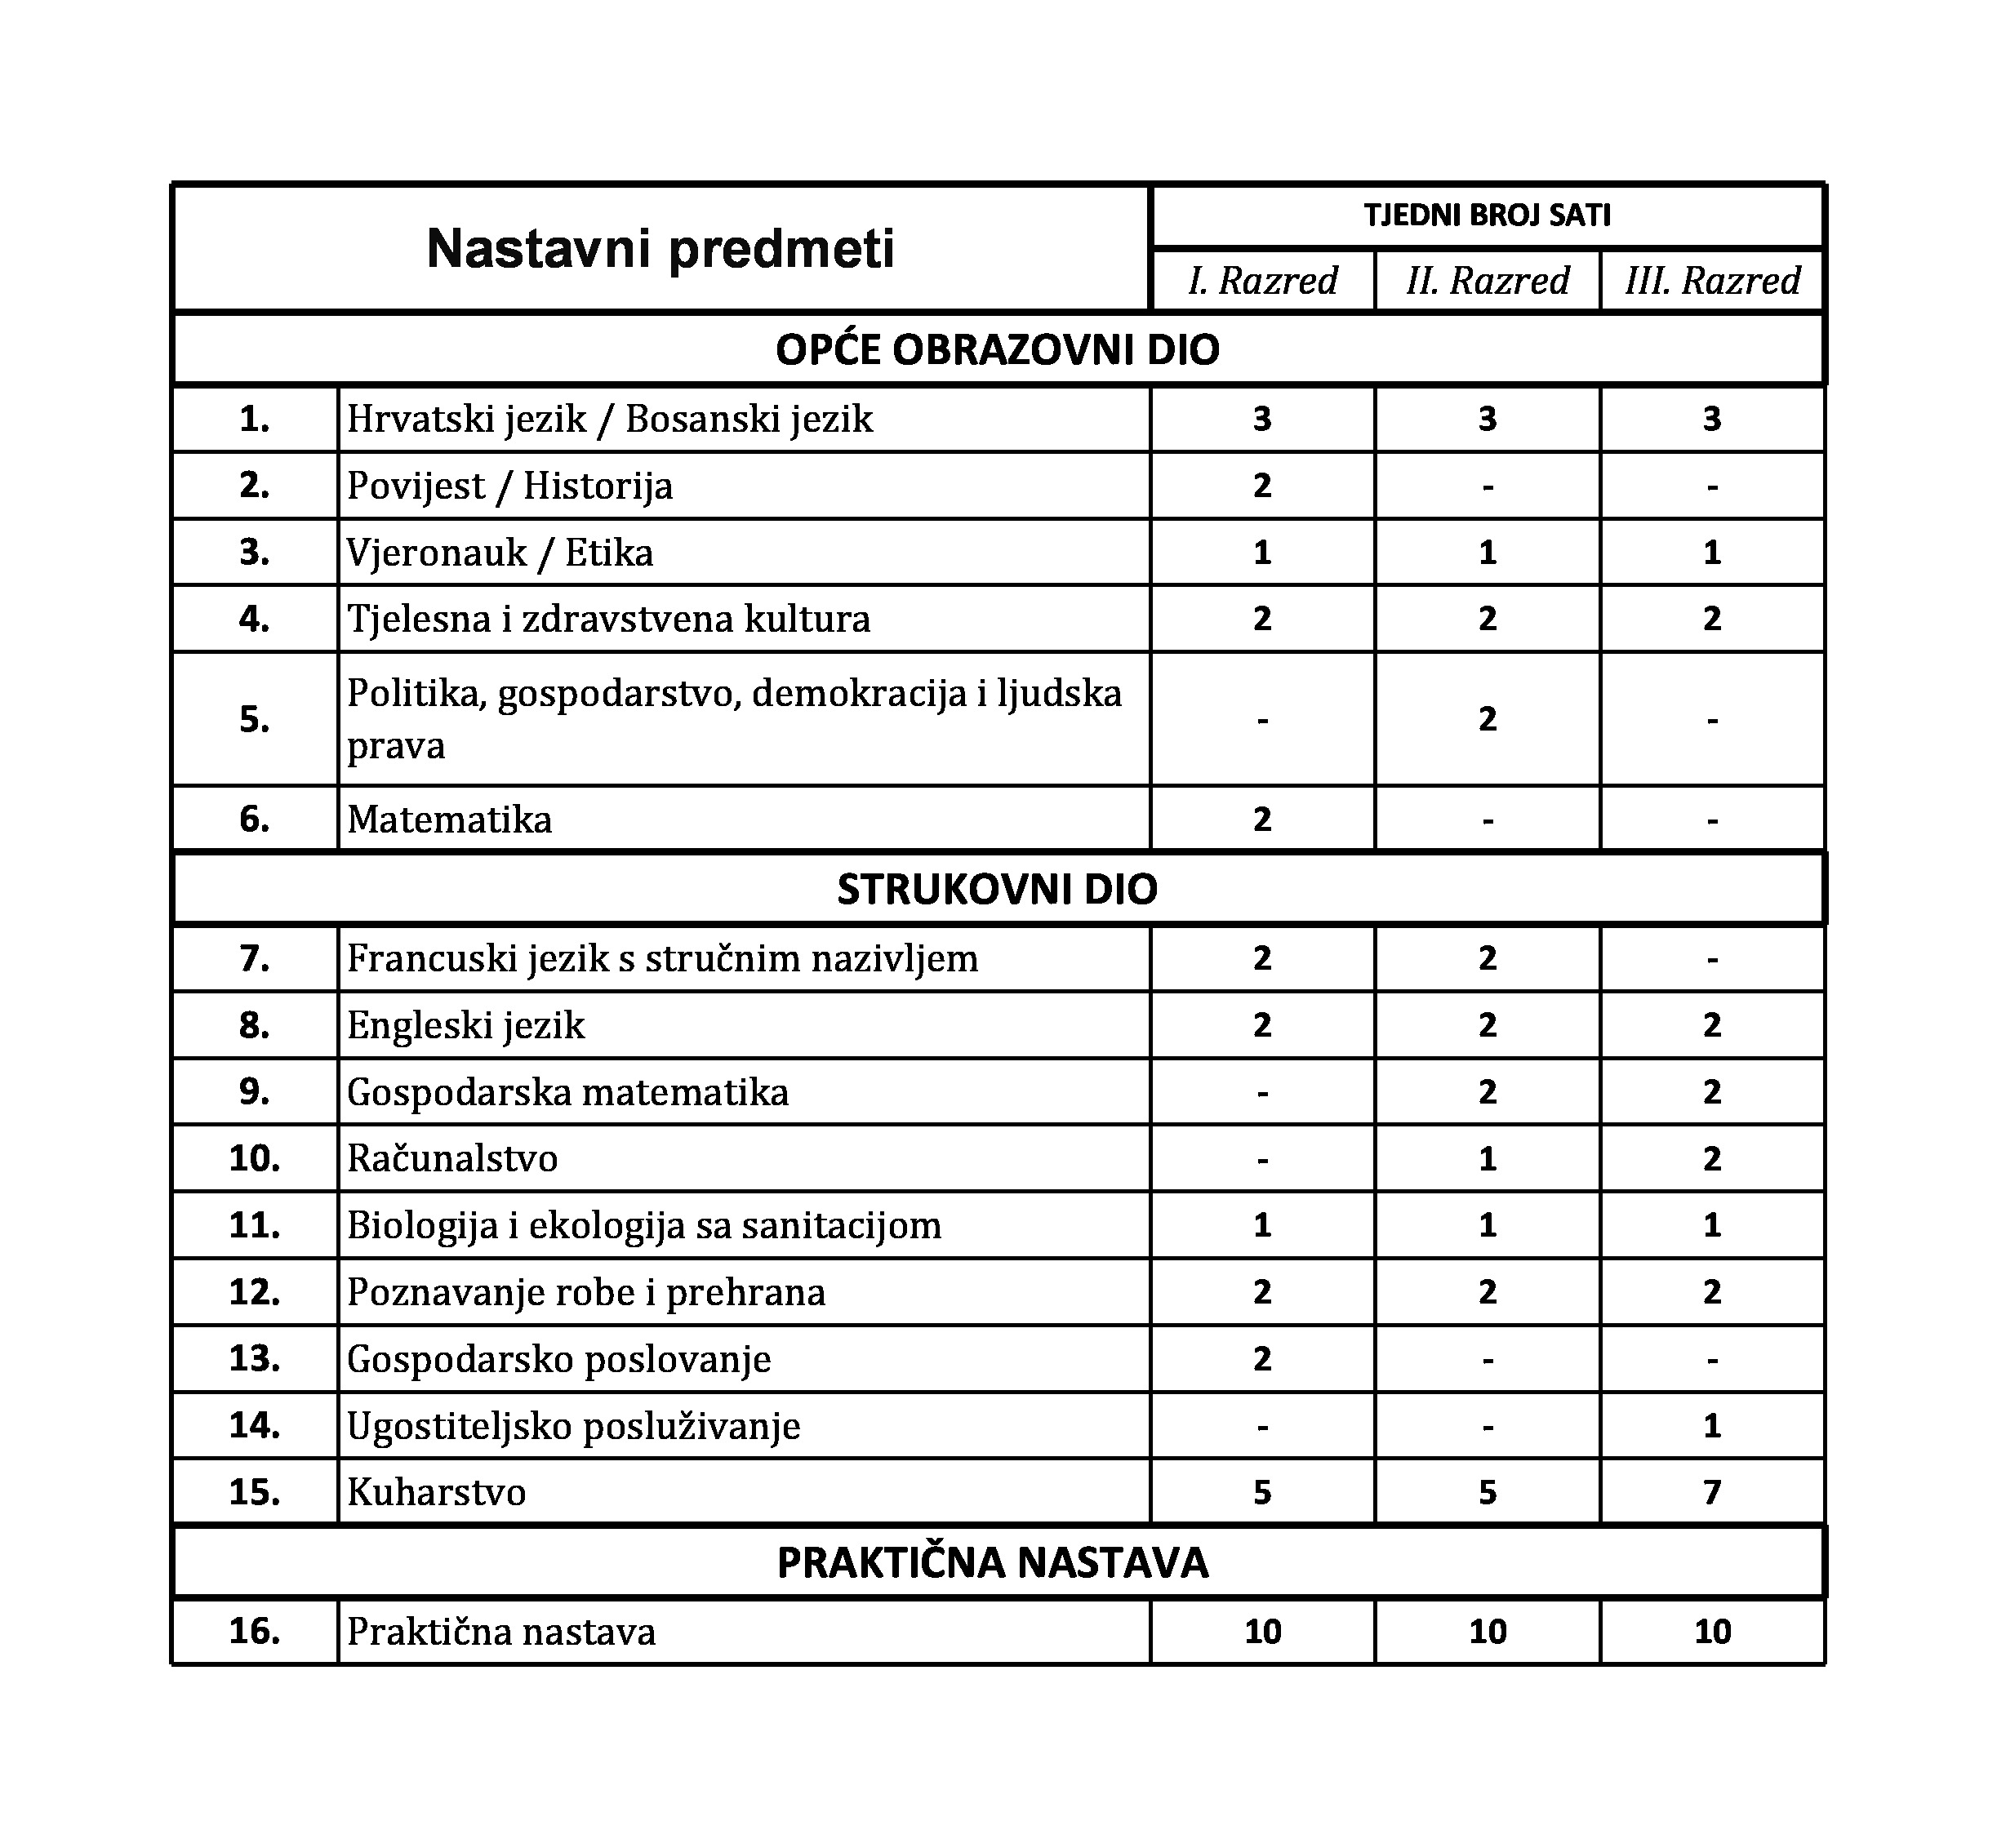 Nastavni predmeti
TJEDNI BROJ SATI
I. Razred II. Razred III. Razred
OPĆE OBRAZOVNI DIO
1. Hrvatski jezik / Bosanski jezik 3 3 3
2. Povijest / Historija 2 - -
3. Vjeronauk / Etika 1 1 1
4. Tjelesna i zdravstvena kultura 2 2 2
5. Politika, gospodarstvo, demokracija i ljudska
prava - 2 -
6. Matematika 2 - -
STRUKOVNI DIO
7. Francuski jezik s stručnim nazivljem 2 2 -
8. Engleski jezik 2 2 2
9. Gospodarska matematika - 2 2
10. Računalstvo - 1 2
11. Biologija i ekologija sa sanitacijom 1 1 1
12. Poznavanje robe i prehrana 2 2 2
13. Gospodarsko poslovanje 2 - -
14. Ugostiteljsko posluživanje - - 1
15. Kuharstvo 5 5 7
PRAKTIČNA NASTAVA
16. Praktična nastava 10 10 10